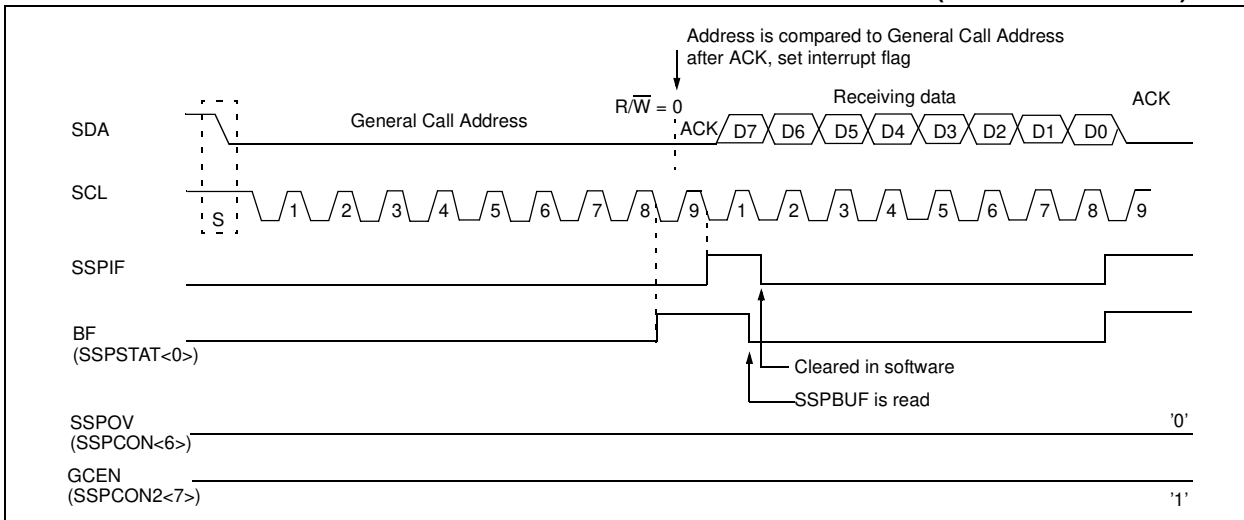 Address is compared to General Call Address
after ACK, set interrupt flag
R/W = 0
Receiving data
ACK
SDA
General Call Address
ACK
D7 D6 D5 D4 D3 D2 D1 D0
SCL
S
1 2 3 4 5 6 7 8 9 1 2 3 4 5 6 7 8 9
SSPIF
BF
(SSPSTAT<0>)
Cleared in software
SSPBUF is read
SSPOV
(SSPCON<6>)
'0'
GCEN
(SSPCON2<7>)
'1'